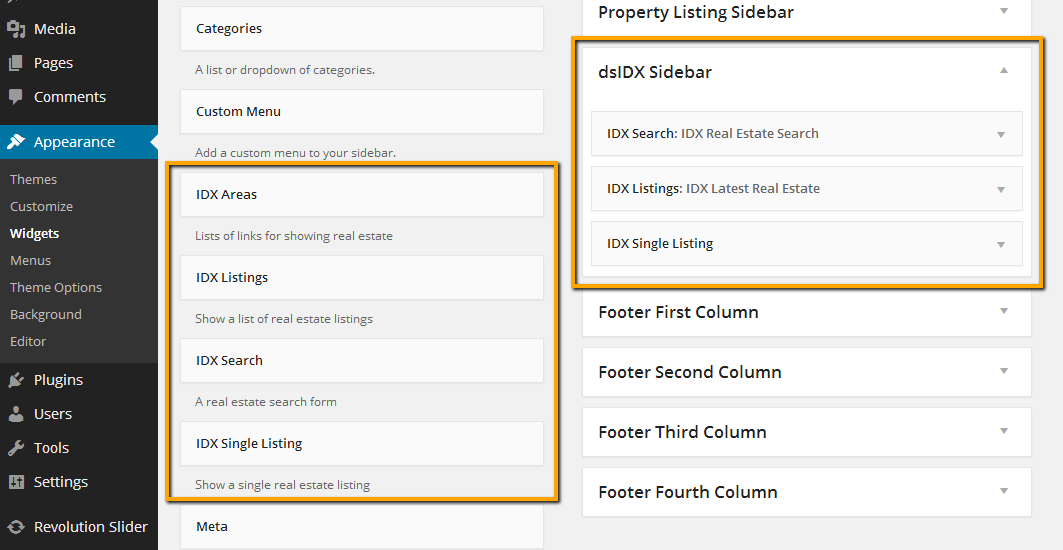 Media
Pages
Comments
Appearance
Themes
Customize
Widgets
Menus
Theme Options
Background
Editor
Plugins
Users
Tools
Settings
Revolution Slider
Categories
A list or dropdown of categories.
Custom Menu
Add a custom menu to your sidebar.
IDX Areas
Lists of links for showing real estate
IDX Listings
Show a list of real estate listings
IDX Search
A real estate search form
IDX Single Listing
Show a single real estate listing
Meta
Property Listing Sidebar
dsIDX Sidebar
IDX Search: IDX Real Estate Search
IDX Listings: IDX Latest Real Estate
IDX Single Listing
Footer First Column
Footer Second Column
Footer Third Column
Footer Fourth Column